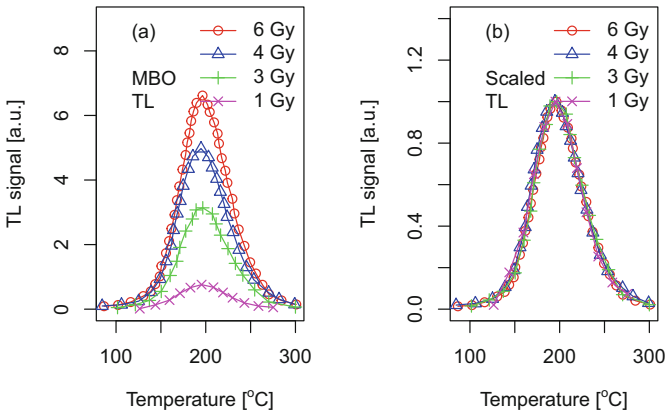 (a)
6 Gy
4 Gy
MBO 3 Gy
TL 1 Gy
8
6
4
2
0
TL signal [a.u.]
100 200 300
Temperature [°C]
(b)
6 Gy
4 Gy
Scaled 3 Gy
TL 1 Gy
1.2
0.8
0.4
0.0
TL signal [a.u.]
100 200 300
Temperature [°C]